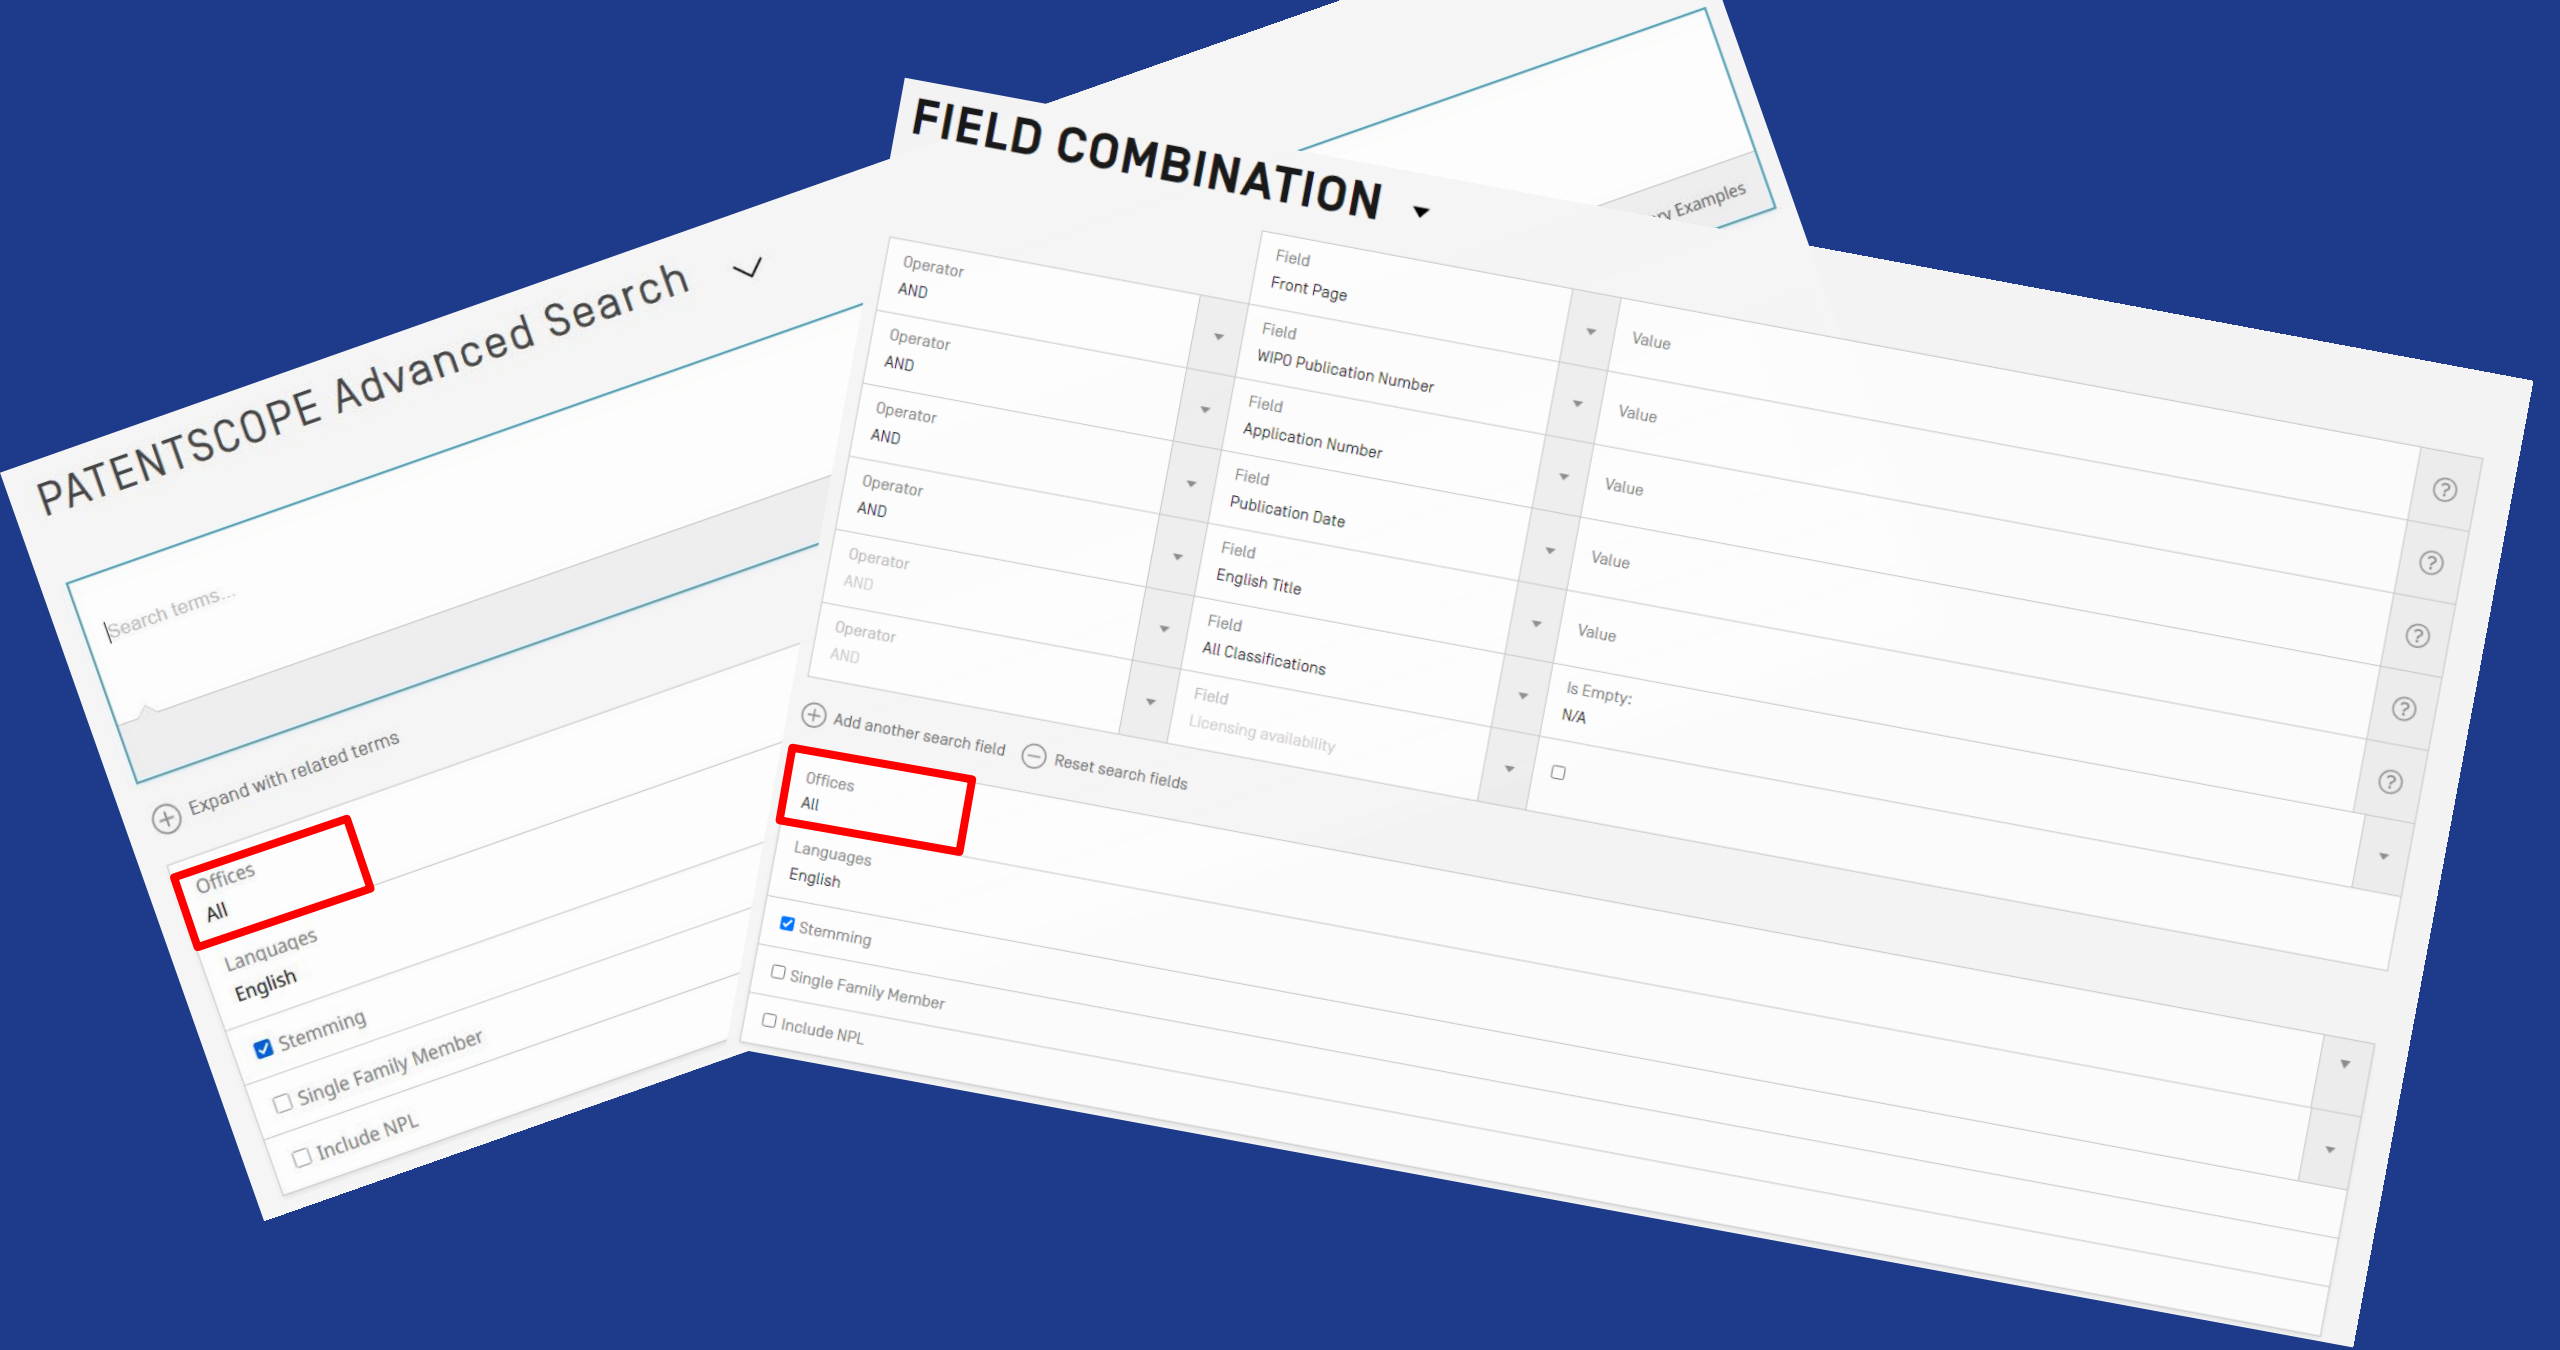 PATENTSCOPE Advanced Search
Search terms...
Examples
Expand with related terms
Offices
All
Languages
English
Stemming
Single Family Member
Include NPL
FIELD COMBINATION
Field
Front Page
Value
Operator
AND
Field
WIPO Publication Number
Value
Operator
AND
Field
Application Number
Value
Operator
AND
Field
Publication Date
Value
Operator
AND
Field
English Title
Value
Operator
AND
Field
All Classifications
Is Empty:
N/A
Operator
AND
Field
Licensing availability
Add another search field
Reset search fields
Offices
All
Languages
English
Stemming
Single Family Member
Include NPL